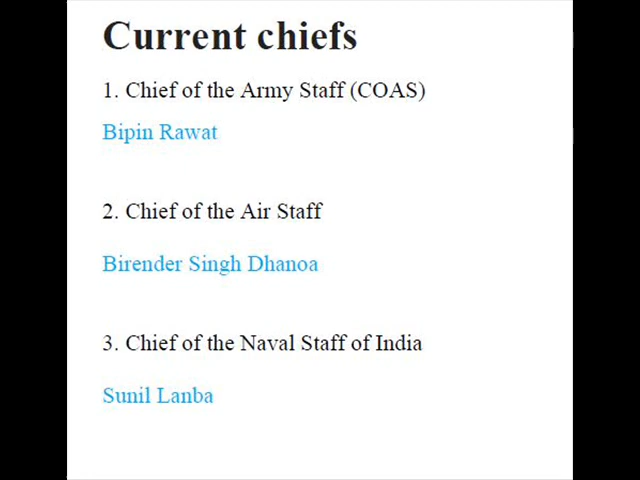 Current chiefs
1. Chief of the Army Staff (COAS)
Bipin Rawat
2. Chief of the Air Staff
Birender Singh Dhanoa
3. Chief of the Naval Staff of India
Sunil Lanba